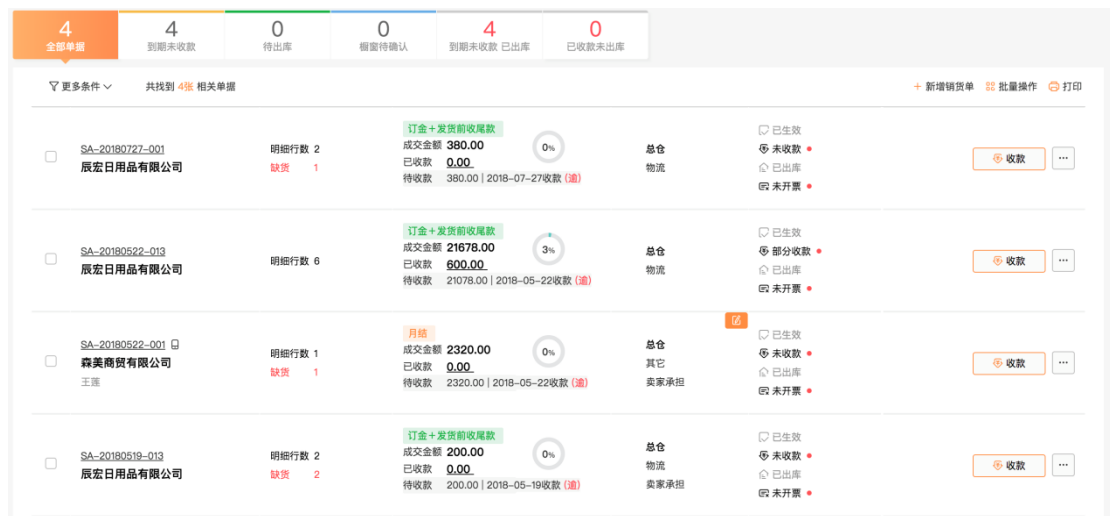 4
全部单据
4
到期未收款
0
待出库
0
橱窗待确认
4
到期未收款 已出库
0
已收款未出库
更多条件
共找到 4张 相关单据
+ 新增销货单
批量操作
打印
SA-20180727-001
辰宏日用品有限公司
明细行数 2
缺货 1
订金+发货前收尾款
成交金额 380.00
已收款 0.00
待收款 380.00 | 2018-07-27收款 (逾)
0%
总仓
物流
已生效
未收款
已出库
未开票
收款
...
SA-20180522-013
辰宏日用品有限公司
明细行数 6
订金+发货前收尾款
成交金额 21678.00
已收款 600.00
待收款 21078.00 | 2018-05-22收款 (逾)
3%
总仓
物流
已生效
部分收款
已出库
未开票
收款
...
SA-20180522-001
森美商贸有限公司
王莲
明细行数 1
缺货 1
月结
成交金额 2320.00
已收款 0.00
待收款 2320.00 | 2018-05-22收款 (逾)
0%
总仓
其它
卖家承担
已生效
未收款
已出库
未开票
收款
...
SA-20180519-013
辰宏日用品有限公司
明细行数 2
缺货 2
订金+发货前收尾款
成交金额 200.00
已收款 0.00
待收款 200.00 | 2018-05-19收款 (逾)
0%
总仓
物流
卖家承担
已生效
未收款
已出库
未开票
收款
...